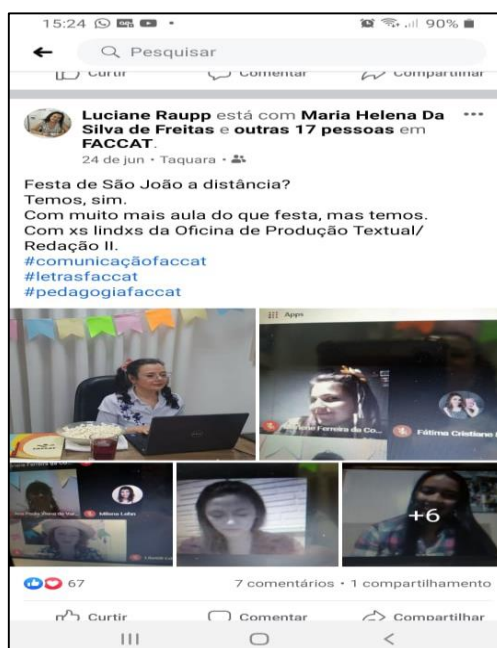 15:24
90%
Pesquisar
Curtir Comentar Compartilhar
Luciane Raupp está com Maria Helena Da
Silva de Freitas e outras 17 pessoas em
FACCAT.
24 de jun · Taquara ·
Festa de São João a distância?
Temos, sim.
Com muito mais aula do que festa, mas temos.
Com xs lindxs da Oficina de Produção Textual/
Redação II.
#comunicaçãofaccat
#letrasfaccat
#pedagogiafaccat
Apps
Ferreira da Co...
Fátima Cristiane
Milena
+6
67
7 comentários • 1 compartilhamento
Curtir Comentar Compartilhar